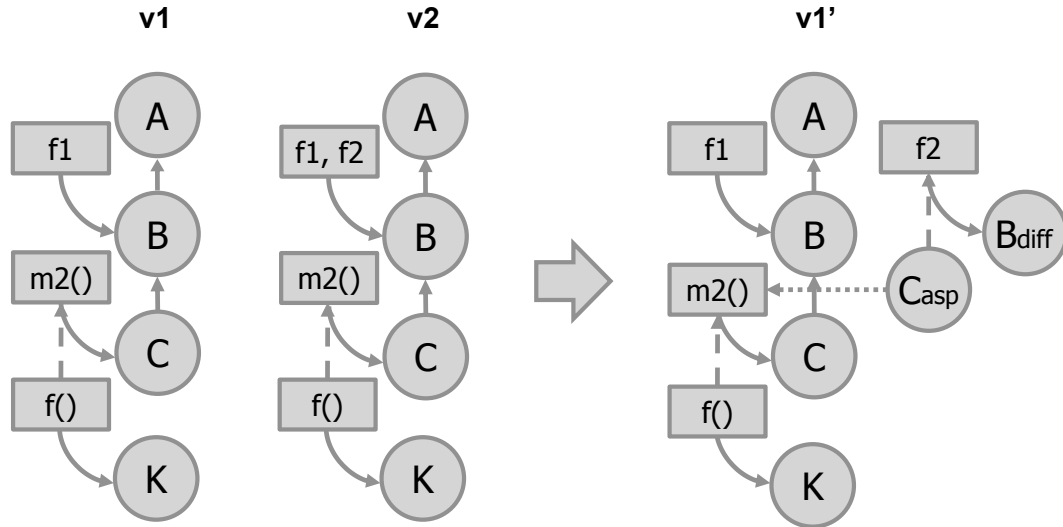 v1
v2
v1’
A
f1
B
m2()
C
f()
K
A
f1, f2
B
m2()
C
f()
K
A
f1
B
m2()
C
f()
K
f2
Bdiff
Casp